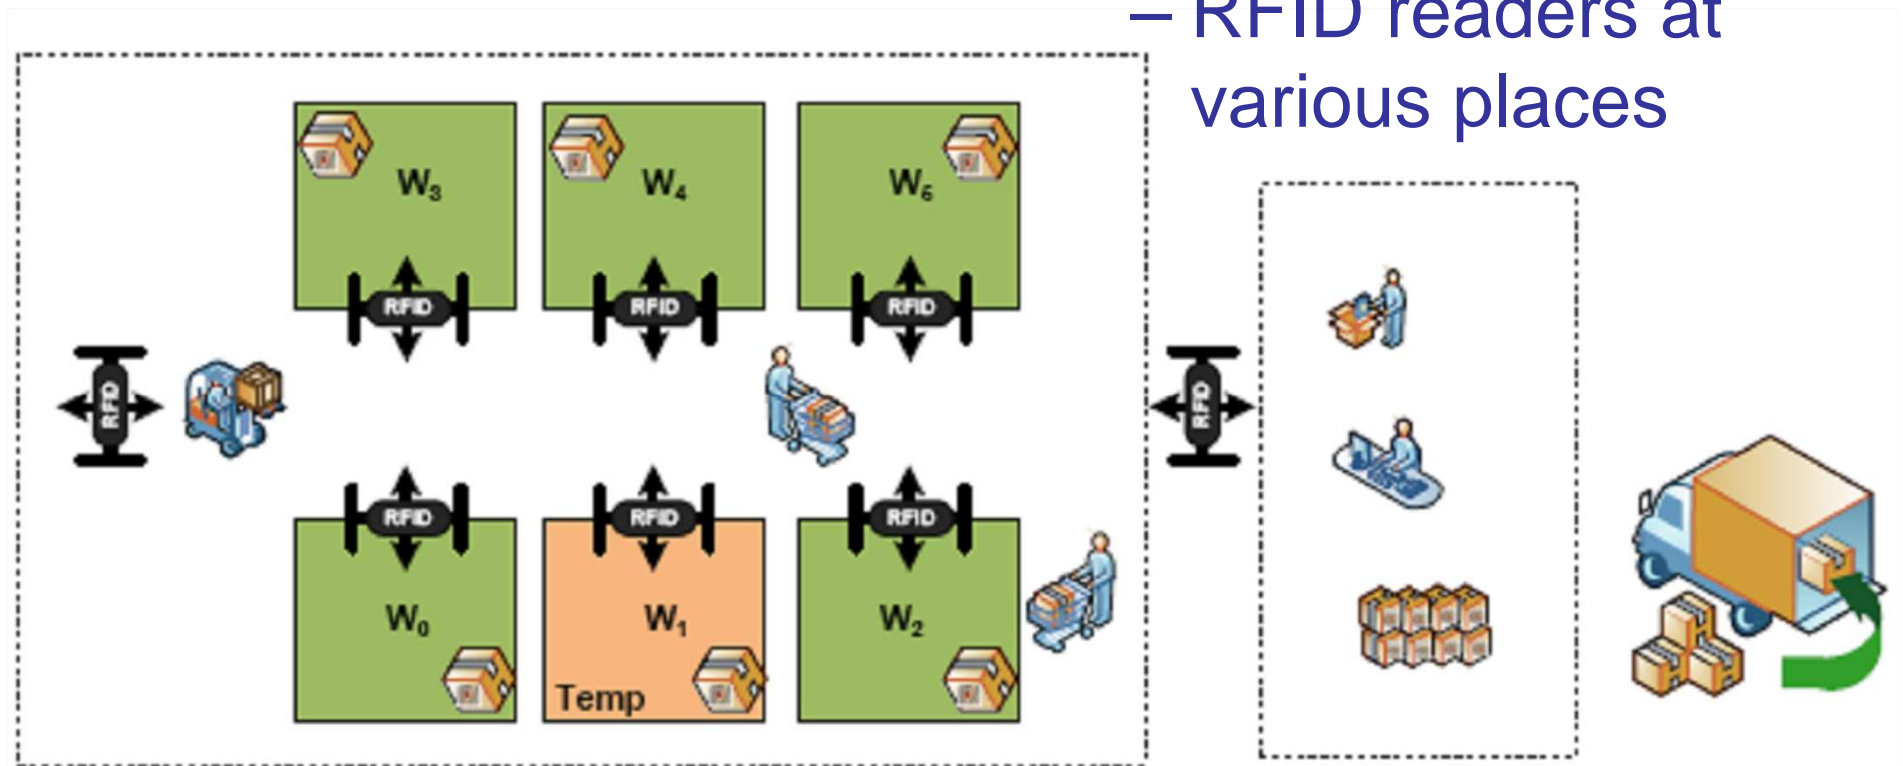 – RFID readers at
various places
W₃
W₄
W₅
RFID
RFID
RFID
RFID
RFID
RFID
RFID
RFID
W₀
W₁
W₂
Temp